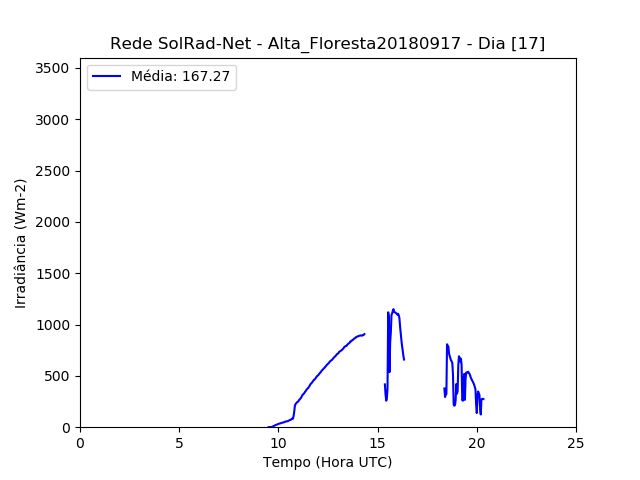 Rede SolRad-Net - Alta_Floresta20180917 - Dia [17]
Média: 167.27
Irradiância (Wm-2)
3500
3000
2500
2000
1500
1000
500
0
0 5 10 15 20 25
Tempo (Hora UTC)